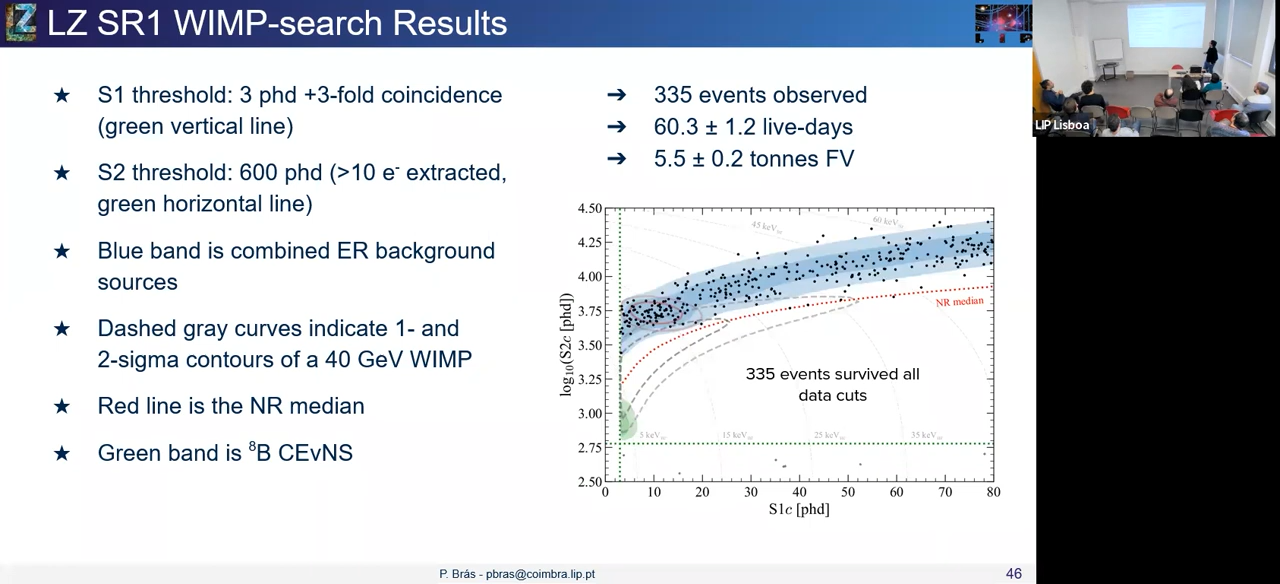 LZ SR1 WIMP-search Results
★ S1 threshold: 3 phd +3-fold coincidence
(green vertical line)
★ S2 threshold: 600 phd (>10 e⁻ extracted,
green horizontal line)
★ Blue band is combined ER background
sources
★ Dashed gray curves indicate 1- and
2-sigma contours of a 40 GeV WIMP
★ Red line is the NR median
★ Green band is ⁸B CEvNS
➔ 335 events observed
➔ 60.3 ± 1.2 live-days
➔ 5.5 ± 0.2 tonnes FV
LIP Lisboa
4.50
4.25
4.00
3.75
3.50
3.25
3.00
2.75
2.50
log₁₀(S2c [phd])
45 keVₙᵣ
60 keVₙᵣ
NR median
335 events survived all
data cuts
5 keVₙᵣ
15 keVₙᵣ
25 keVₙᵣ
35 keVₙᵣ
0 10 20 30 40 50 60 70 80
S1c [phd]
P. Brás - pbras@coimbra.lip.pt
46